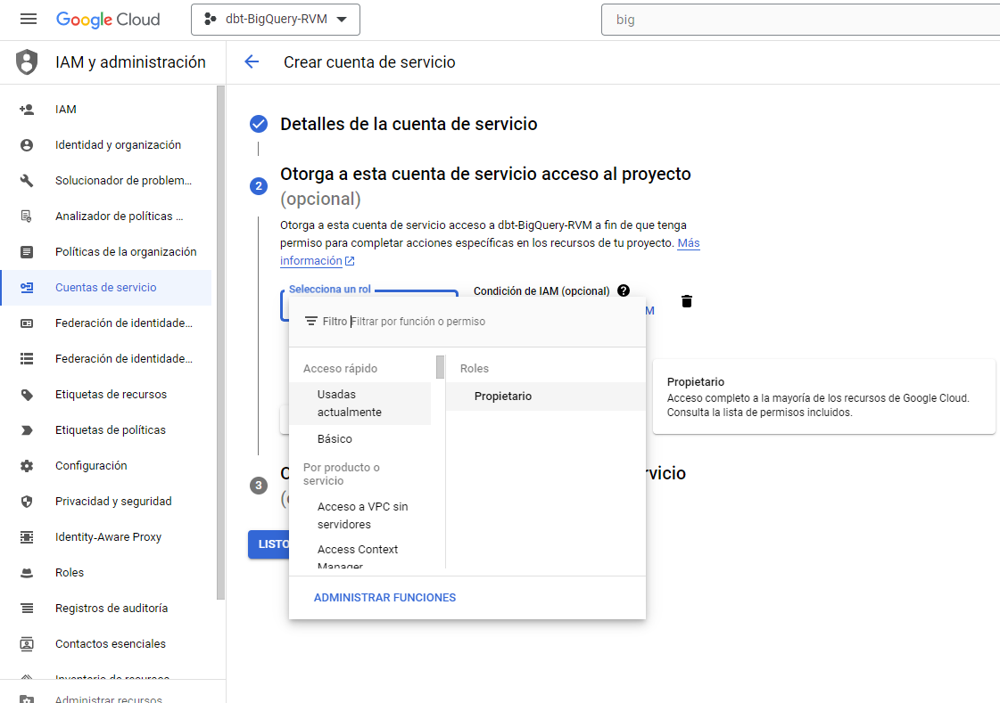 Google Cloud
dbt-BigQuery-RVM
big
IAM y administración
Crear cuenta de servicio
IAM
Identidad y organización
Solucionador de problem...
Analizador de políticas ...
Políticas de la organización
Cuentas de servicio
Federación de identidade...
Federación de identidade...
Etiquetas de recursos
Etiquetas de políticas
Configuración
Privacidad y seguridad
Identity-Aware Proxy
Roles
Registros de auditoría
Contactos esenciales
Inventario de recursos
Administrar recursos
Detalles de la cuenta de servicio
2
Otorga a esta cuenta de servicio acceso al proyecto
(opcional)
Otorga a esta cuenta de servicio acceso a dbt-BigQuery-RVM a fin de que tenga
permiso para completar acciones específicas en los recursos de tu proyecto. Más
información
Selecciona un rol
Condición de IAM (opcional) ?
M
Filtro Filtrar por función o permiso
Acceso rápido
Usadas
actualmente
Básico
Por producto o
servicio
Acceso a VPC sin
servidores
Access Context
Manager
Roles
Propietario
ADMINISTRAR FUNCIONES
Propietario
Acceso completo a la mayoría de los recursos de Google Cloud.
Consulta la lista de permisos incluidos.
3
vicio
LISTO